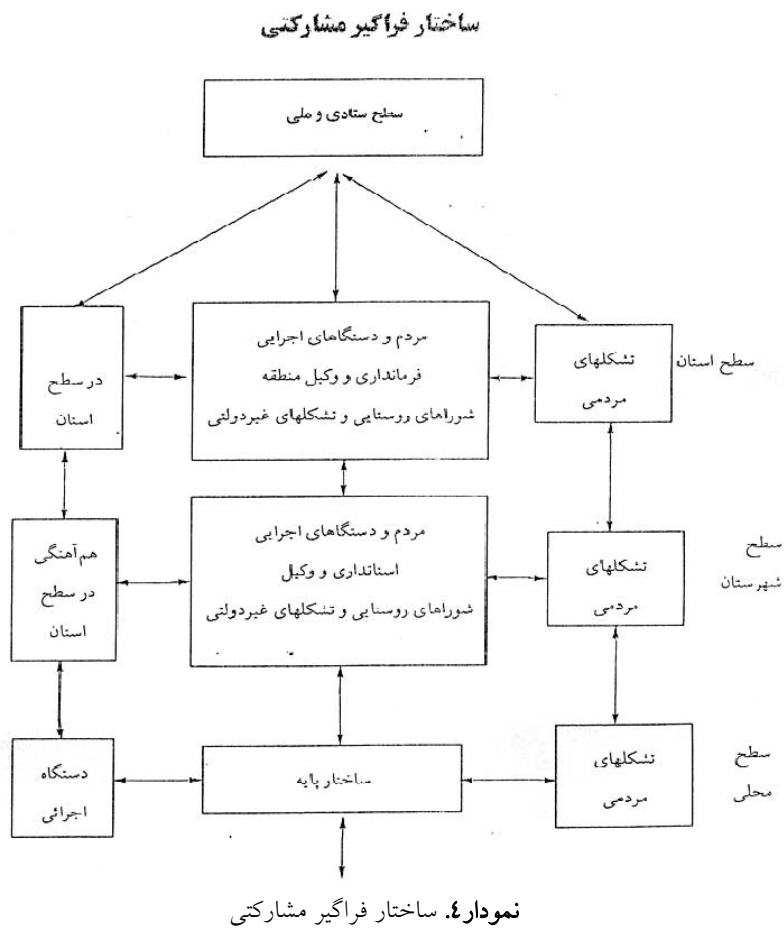 ساختار فراگیر مشارکتی
سطح ستادی و ملی
سطح استان
تشکلهای
مردمی
مردم و دستگاهای اجرایی
فرمانداری و وکیل منطقه
شوراهای روستایی و تشکلهای غیردولتی
در سطح
استان
سطح
شهرستان
تشکلهای
مردمی
مردم و دستگاهای اجرایی
استانداری و وکیل
شوراهای روستایی و تشکلهای غیردولتی
هم‌آهنگی
در سطح
استان
سطح
محلی
تشکلهای
مردمی
ساختار پایه
دستگاه
اجرائی
نمودار٤. ساختار فراگیر مشارکتی